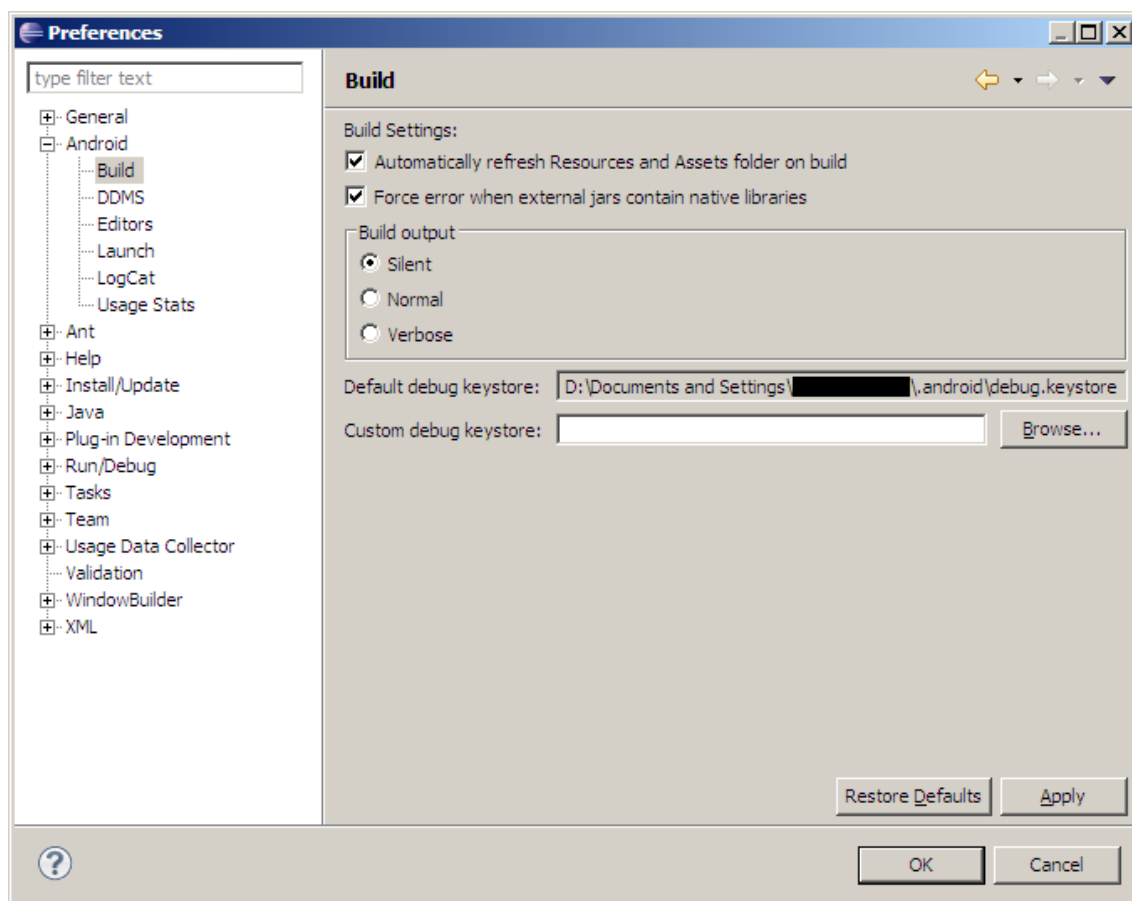 Preferences
type filter text
Build
General
Android
Build
DDMS
Editors
Launch
LogCat
Usage Stats
Ant
Help
Install/Update
Java
Plug-in Development
Run/Debug
Tasks
Team
Usage Data Collector
Validation
WindowBuilder
XML
Build Settings:
Automatically refresh Resources and Assets folder on build
Force error when external jars contain native libraries
Build output
Silent
Normal
Verbose
Default debug keystore: D:\Documents and Settings\ \.android\debug.keystore
Custom debug keystore: Browse...
Restore Defaults Apply
? OK Cancel